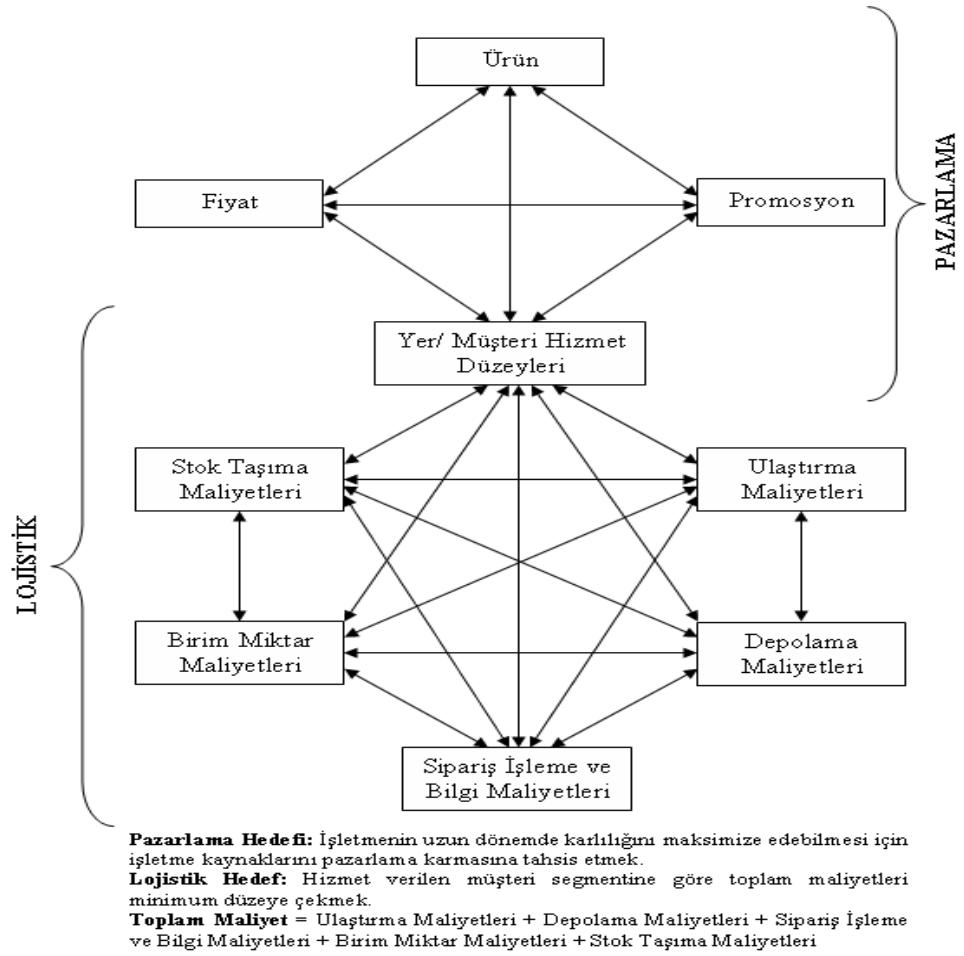 Ürün
Fiyat
Promosyon
PAZARLAMA
Yer/ Müşteri Hizmet
Düzeyleri
LOJİSTİK
Stok Taşıma
Maliyetleri
Ulaştırma
Maliyetleri
Birim Miktar
Maliyetleri
Depolama
Maliyetleri
Sipariş İşleme ve
Bilgi Maliyetleri
Pazarlama Hedefi: İşletmenin uzun dönemde karlılığını maksimize edebilmesi için
işletme kaynaklarını pazarlama karmasına tahsis etmek.
Lojistik Hedef: Hizmet verilen müşteri segmentine göre toplam maliyetleri
minimum düzeye çekmek.
Toplam Maliyet = Ulaştırma Maliyetleri + Depolama Maliyetleri + Sipariş İşleme
ve Bilgi Maliyetleri + Birim Miktar Maliyetleri + Stok Taşıma Maliyetleri